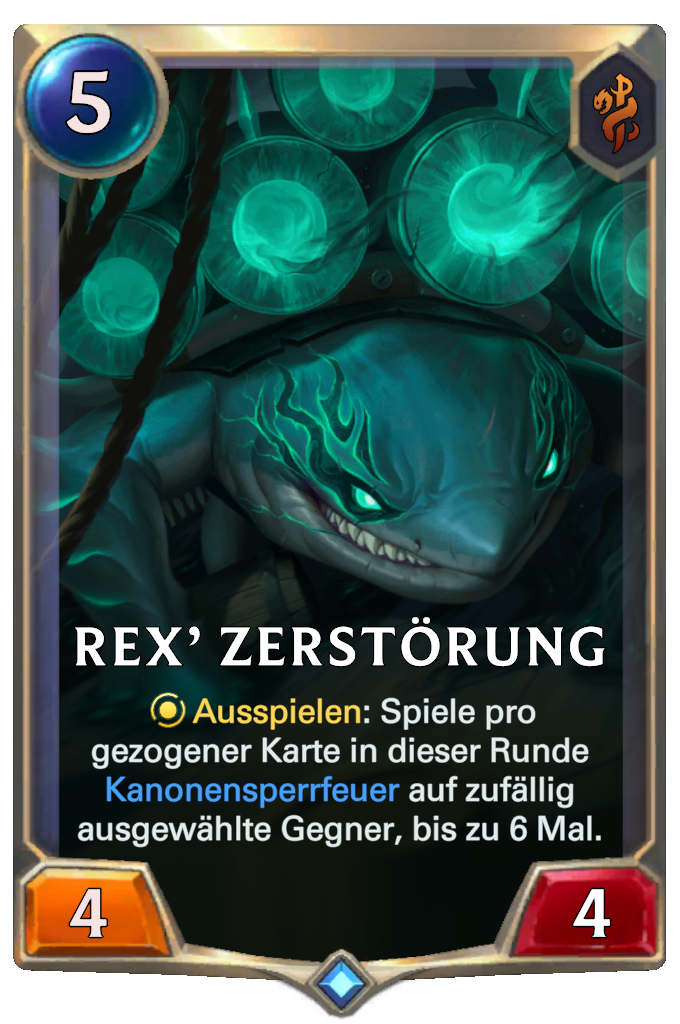 5
REX’ ZERSTÖRUNG
Ausspielen: Spiele pro
gezogener Karte in dieser Runde
Kanonensperrfeuer auf zufällig
ausgewählte Gegner, bis zu 6 Mal.
4
4